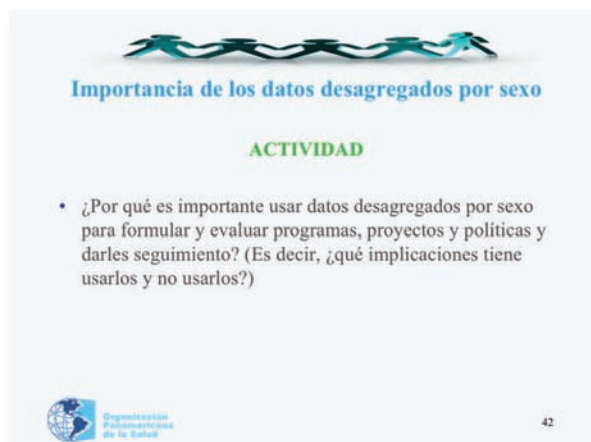 Importancia de los datos desagregados por sexo
ACTIVIDAD
• ¿Por qué es importante usar datos desagregados por sexo
para formular y evaluar programas, proyectos y políticas y
darles seguimiento? (Es decir, ¿qué implicaciones tiene
usarlos y no usarlos?)
Organización
Panamericana
de la Salud
42